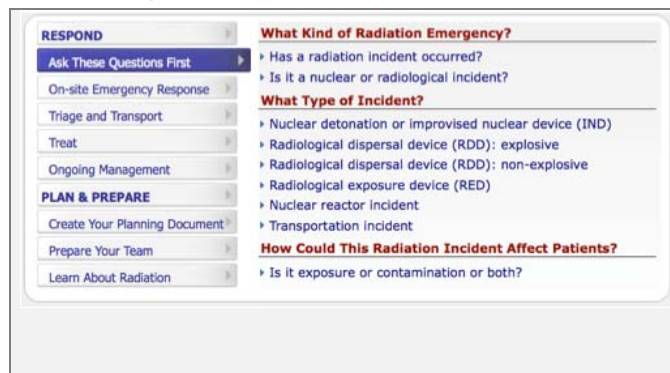 RESPOND
Ask These Questions First
On-site Emergency Response
Triage and Transport
Treat
Ongoing Management
PLAN & PREPARE
Create Your Planning Document
Prepare Your Team
Learn About Radiation
What Kind of Radiation Emergency?
Has a radiation incident occurred?
Is it a nuclear or radiological incident?
What Type of Incident?
Nuclear detonation or improvised nuclear device (IND)
Radiological dispersal device (RDD): explosive
Radiological dispersal device (RDD): non-explosive
Radiological exposure device (RED)
Nuclear reactor incident
Transportation incident
How Could This Radiation Incident Affect Patients?
Is it exposure or contamination or both?